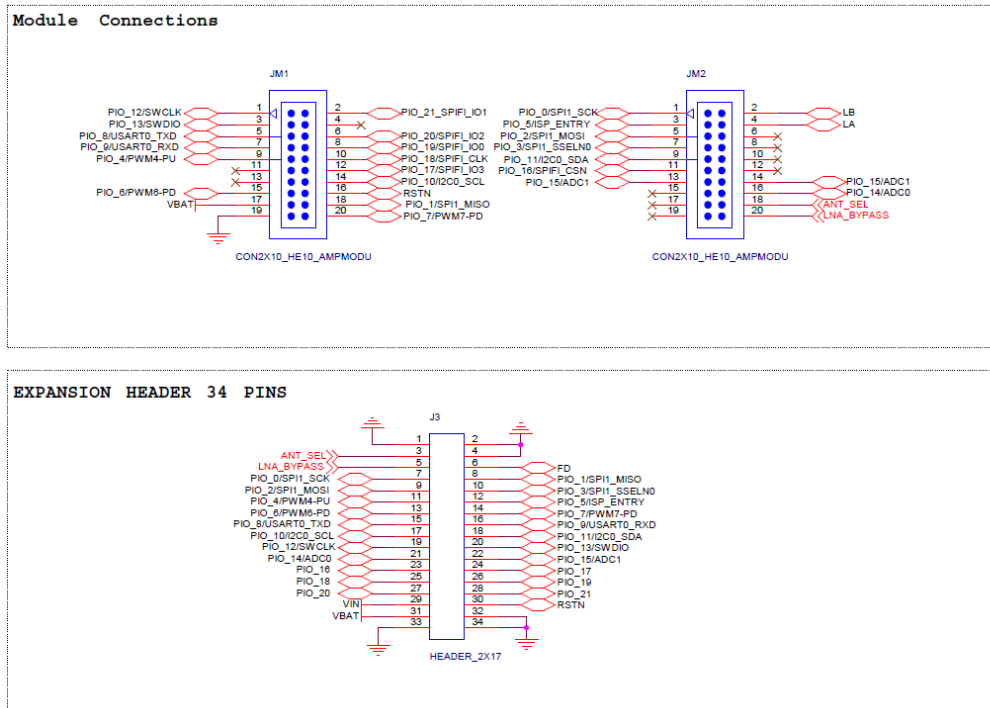 Module Connections
JM1
PIO_12/SWCLK 1 2 PIO_21_SPIFI_IO1
PIO_13/SWDIO 3 4
PIO_8/USART0_TXD 5 6 PIO_20/SPIFI_IO2
PIO_9/USART0_RXD 7 8 PIO_19/SPIFI_IO0
PIO_4/PWM4-PU 9 10 PIO_18/SPIFI_CLK
11 12 PIO_17/SPIFI_IO3
13 14 PIO_10/I2C0_SCL
PIO_6/PWM6-PD 15 16 RSTN
VBAT 17 18 PIO_1/SPI1_MISO
19 20 PIO_7/PWM7-PD
CON2X10_HE10_AMPMODU
JM2
PIO_0/SPI1_SCK 1 2 LB
PIO_5/ISP_ENTRY 3 4 LA
PIO_2/SPI1_MOSI 5 6
PIO_3/SPI1_SSELN0 7 8
PIO_11/I2C0_SDA 9 10
PIO_16/SPIFI_CSN 11 12
PIO_15/ADC1 13 14 PIO_15/ADC1
15 16 PIO_14/ADC0
17 18 ANT_SEL
19 20 LNA_BYPASS
CON2X10_HE10_AMPMODU
EXPANSION HEADER 34 PINS
J3
1 2
ANT_SEL 3 4
LNA_BYPASS 5 6 FD
PIO_0/SPI1_SCK 7 8 PIO_1/SPI1_MISO
PIO_2/SPI1_MOSI 9 10 PIO_3/SPI1_SSELN0
PIO_4/PWM4-PU 11 12 PIO_5/ISP_ENTRY
PIO_6/PWM6-PD 13 14 PIO_7/PWM7-PD
PIO_8/USART0_TXD 15 16 PIO_9/USART0_RXD
PIO_10/I2C0_SCL 17 18 PIO_11/I2C0_SDA
PIO_12/SWCLK 19 20 PIO_13/SWDIO
PIO_14/ADC0 21 22 PIO_15/ADC1
PIO_16 23 24 PIO_17
PIO_18 25 26 PIO_19
PIO_20 27 28 PIO_21
VIN 29 30 RSTN
VBAT 31 32
33 34
HEADER_2X17